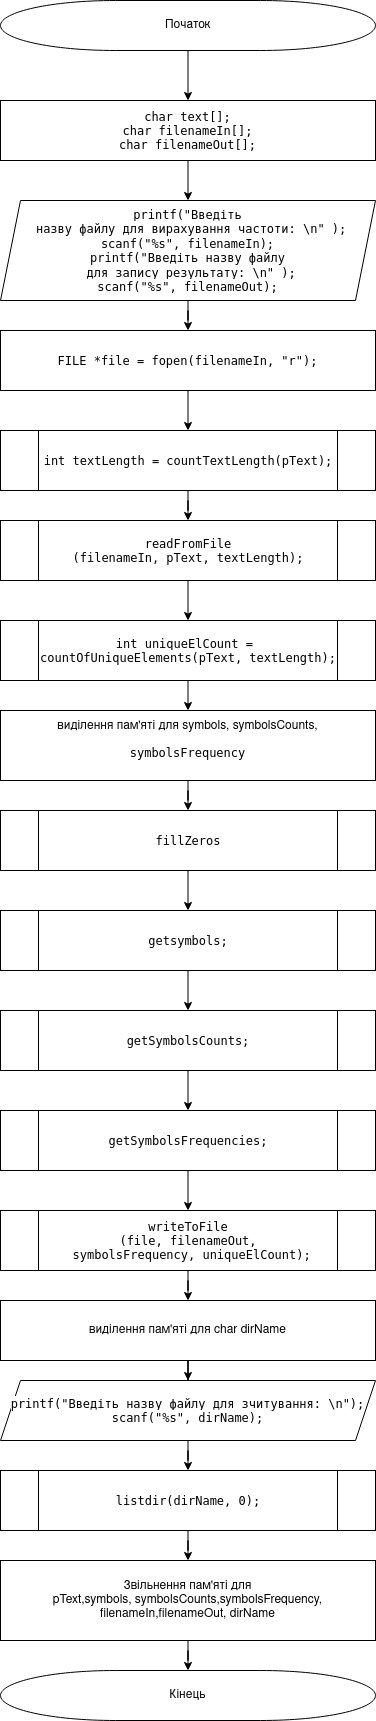 Початок
char text[];
char filenameIn[];
char filenameOut[];
printf("Введіть
назву файлу для вирахування частоти: \n" );
scanf("%s", filenameIn);
printf("Введіть назву файлу
для запису результату: \n" );
scanf("%s", filenameOut);
FILE *file = fopen(filenameIn, "r");
int textLength = countTextLength(pText);
readFromFile
(filenameIn, pText, textLength);
int uniqueElCount =
countOfUniqueElements(pText, textLength);
виділення пам'яті для symbols, symbolsCounts,
symbolsFrequency
fillZeros
getsymbols;
getSymbolsCounts;
getSymbolsFrequencies;
writeToFile
(file, filenameOut,
symbolsFrequency, uniqueElCount);
виділення пам'яті для char dirName
printf("Введіть назву файлу для зчитування: \n");
scanf("%s", dirName);
listdir(dirName, 0);
Звільнення пам'яті для
pText,symbols, symbolsCounts,symbolsFrequency,
filenameIn,filenameOut, dirName
Кінець